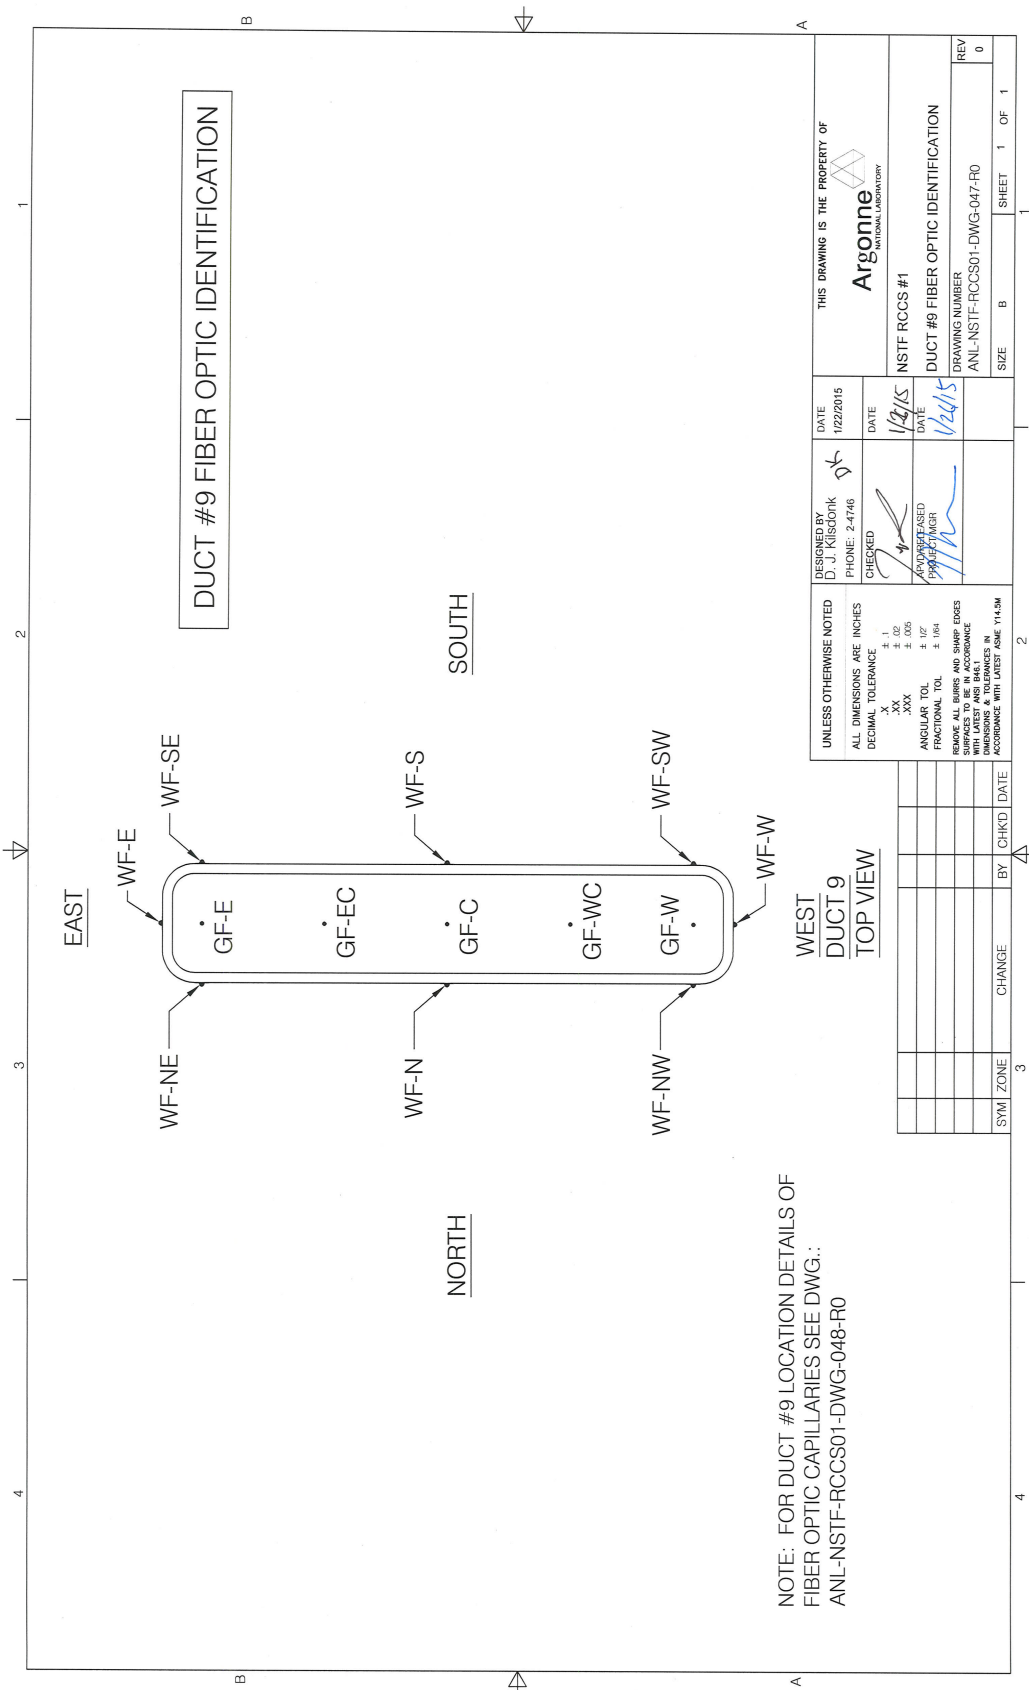 4
3
2
1
B
A
DUCT #9 FIBER OPTIC IDENTIFICATION
EAST
WF-E
WF-NE
WF-SE
GF-E
GF-EC
NORTH
WF-N
GF-C
WF-S
SOUTH
GF-WC
WF-NW
GF-W
WF-SW
WF-W
WEST
DUCT 9
TOP VIEW
NOTE: FOR DUCT #9 LOCATION DETAILS OF
FIBER OPTIC CAPILLARIES SEE DWG.:
ANL-NSTF-RCCS01-DWG-048-R0
SYM ZONE CHANGE BY CHK'D DATE
UNLESS OTHERWISE NOTED
ALL DIMENSIONS ARE INCHES
DECIMAL TOLERANCE
.X ± .1
.XX ± .02
.XXX ± .005
ANGULAR TOL ± 1/2°
FRACTIONAL TOL ± 1/64
REMOVE ALL BURRS AND SHARP EDGES
SURFACES TO BE IN ACCORDANCE
WITH LATEST ANSI B46.1
DIMENSIONS & TOLERANCES IN
ACCORDANCE WITH LATEST ASME Y14.5M
DESIGNED BY
D. J. Kilsdonk DK
PHONE: 2-4746
DATE
1/22/2015
CHECKED
DATE
APVD/RELEASED
PROJECT MGR
DATE
1/26/15
THIS DRAWING IS THE PROPERTY OF
Argonne
NATIONAL LABORATORY
NSTF RCCS #1
DUCT #9 FIBER OPTIC IDENTIFICATION
DRAWING NUMBER
ANL-NSTF-RCCS01-DWG-047-R0
REV
0
SIZE B SHEET 1 OF 1
B
A
4
3
2
1